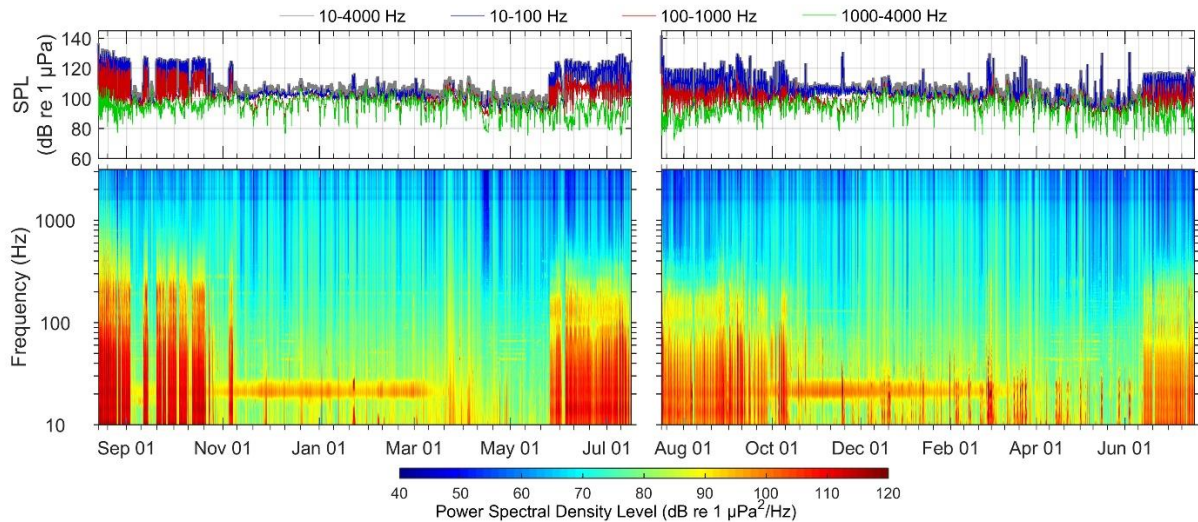 10-4000 Hz 10-100 Hz 100-1000 Hz 1000-4000 Hz
SPL
(dB re 1 µPa)
140
120
100
80
60
Frequency (Hz)
1000
100
10
Sep 01 Nov 01 Jan 01 Mar 01 May 01 Jul 01 Aug 01 Oct 01 Dec 01 Feb 01 Apr 01 Jun 01
40 50 60 70 80 90 100 110 120
Power Spectral Density Level (dB re 1 µPa²/Hz)